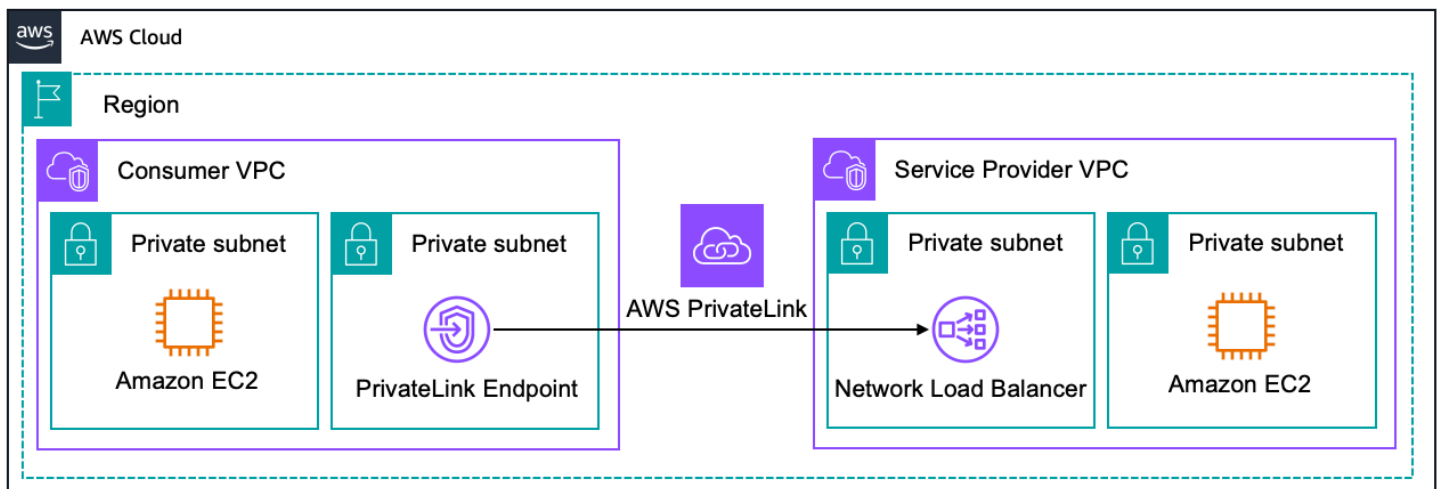 aws
AWS Cloud
Region
Consumer VPC
Private subnet
Amazon EC2
Private subnet
PrivateLink Endpoint
AWS PrivateLink
Service Provider VPC
Private subnet
Network Load Balancer
Private subnet
Amazon EC2